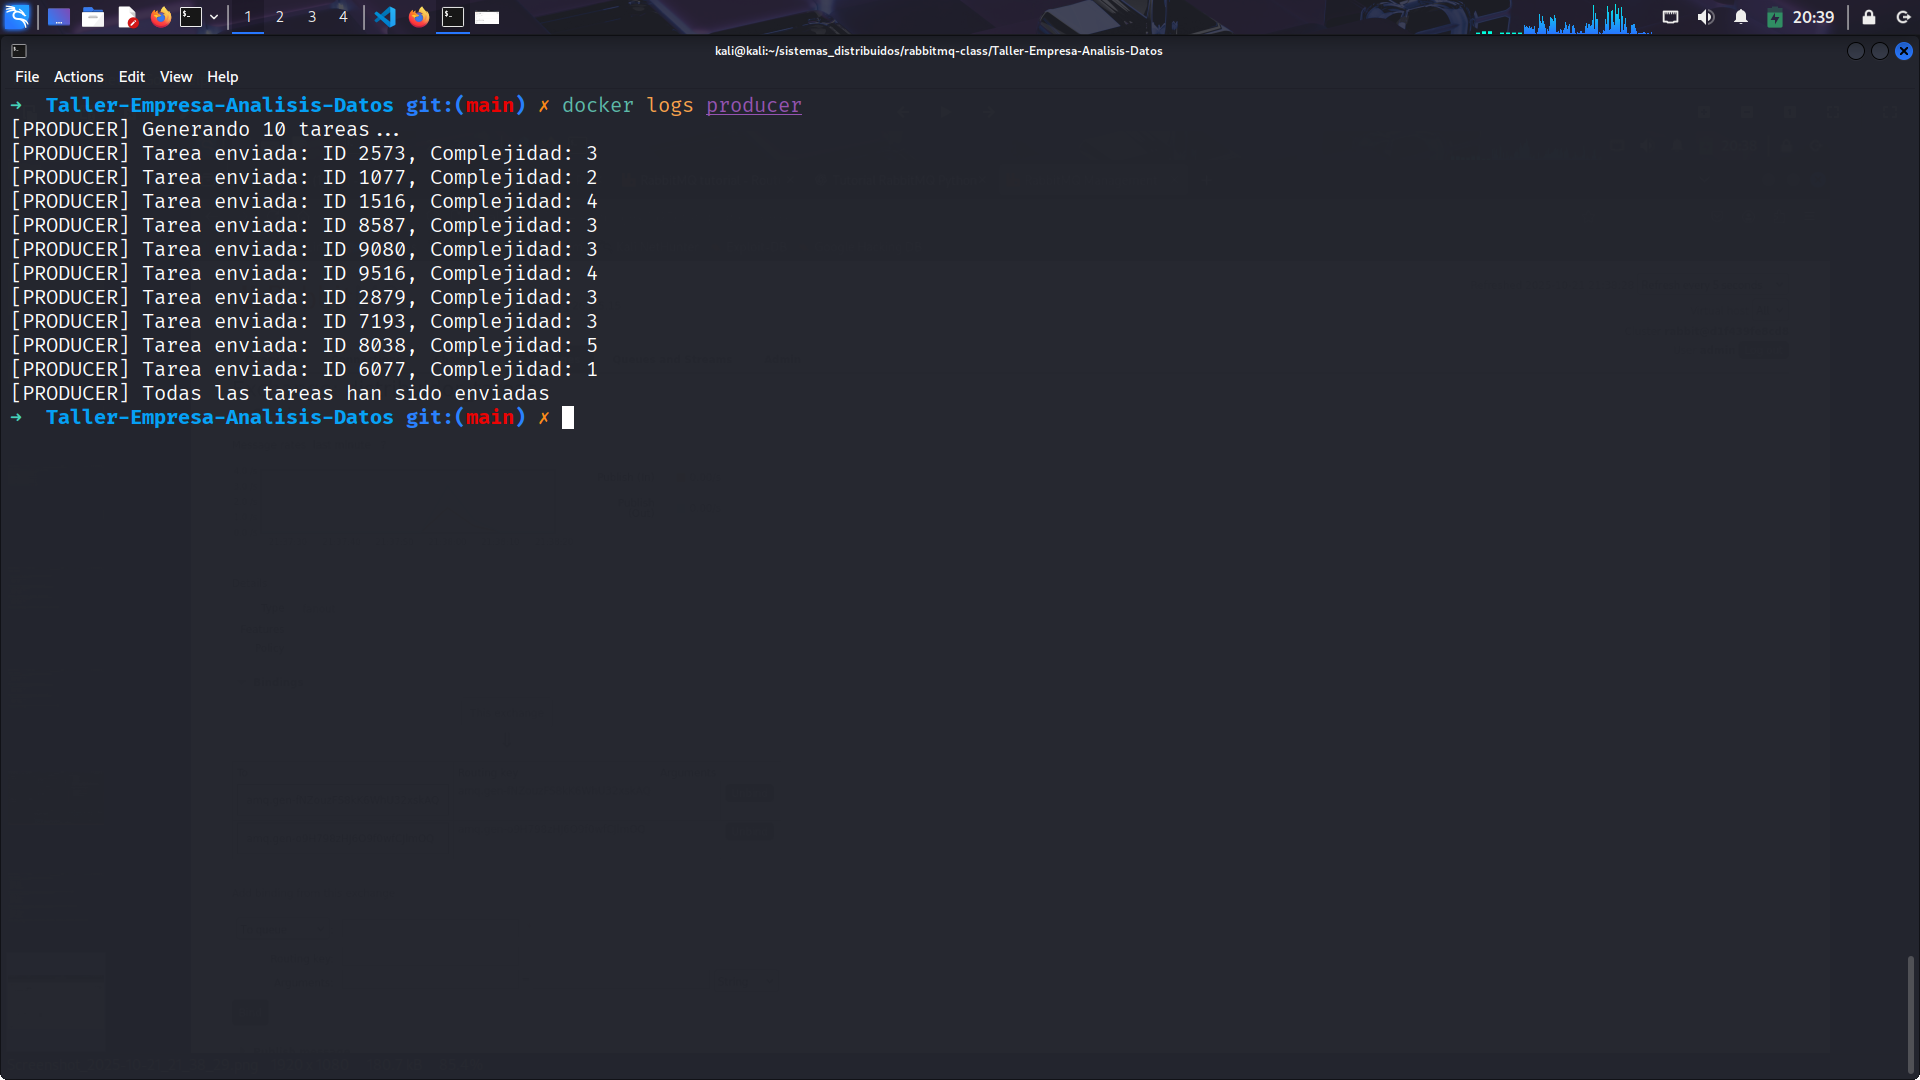 1 2 3 4 20:39
kali@kali:~/sistemas_distribuidos/rabbitmq-class/Taller-Empresa-Analisis-Datos
File Actions Edit View Help
➜ Taller-Empresa-Analisis-Datos git:(main) ✗ docker logs producer
[PRODUCER] Generando 10 tareas...
[PRODUCER] Tarea enviada: ID 2573, Complejidad: 3
[PRODUCER] Tarea enviada: ID 1077, Complejidad: 2
[PRODUCER] Tarea enviada: ID 1516, Complejidad: 4
[PRODUCER] Tarea enviada: ID 8587, Complejidad: 3
[PRODUCER] Tarea enviada: ID 9080, Complejidad: 3
[PRODUCER] Tarea enviada: ID 9516, Complejidad: 4
[PRODUCER] Tarea enviada: ID 2879, Complejidad: 3
[PRODUCER] Tarea enviada: ID 7193, Complejidad: 3
[PRODUCER] Tarea enviada: ID 8038, Complejidad: 5
[PRODUCER] Tarea enviada: ID 6077, Complejidad: 1
[PRODUCER] Todas las tareas han sido enviadas
➜ Taller-Empresa-Analisis-Datos git:(main) ✗